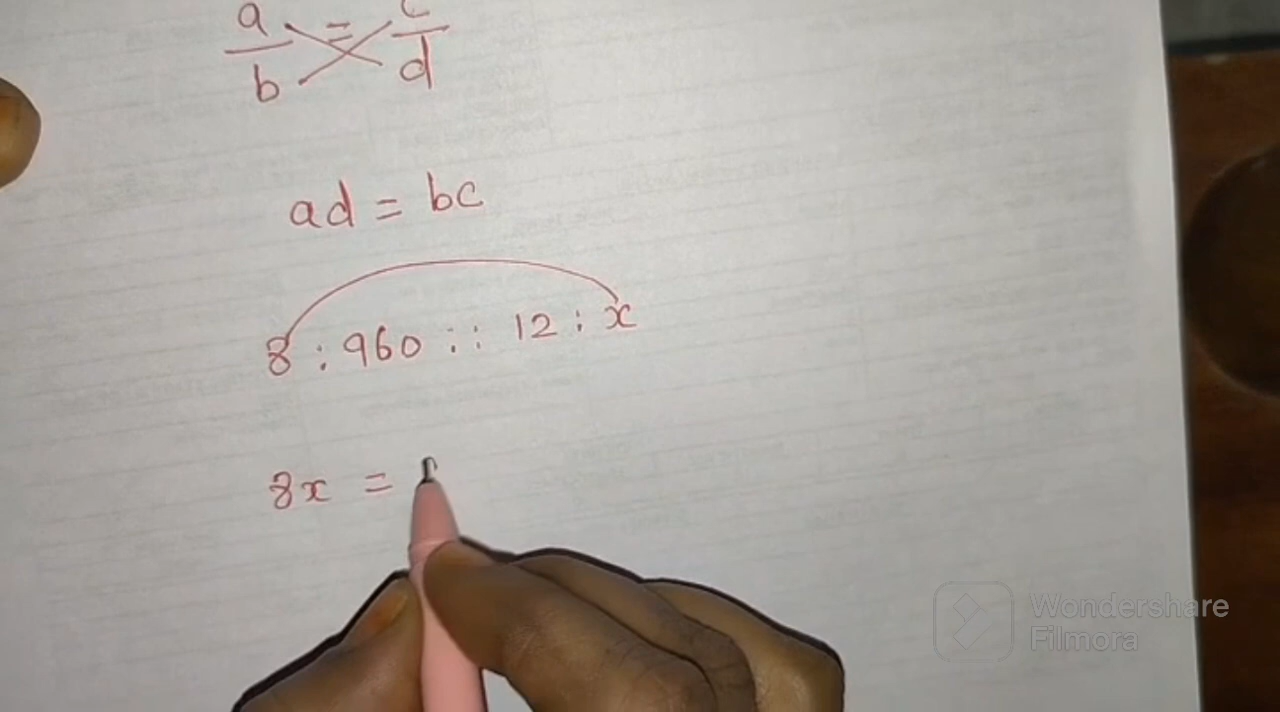 a = c
b d
ad = bc
8 : 960 :: 12 : x
8x =
Wondershare
Filmora